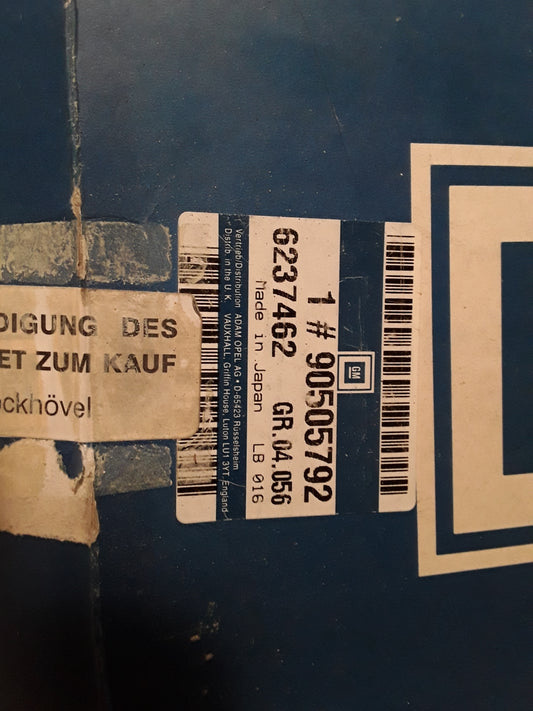 DIGUNG DES
ET ZUM KAUF
ockhövel
GM
1 # 90505792
6237462 GR.04.056
Made in Japan LB 016
Vertrieb/Distribution ADAM OPEL AG • D-65423 Rüsselsheim
Distrib. in the U. K. VAUXHALL, Griffin House, Luton LU1 3YT, England